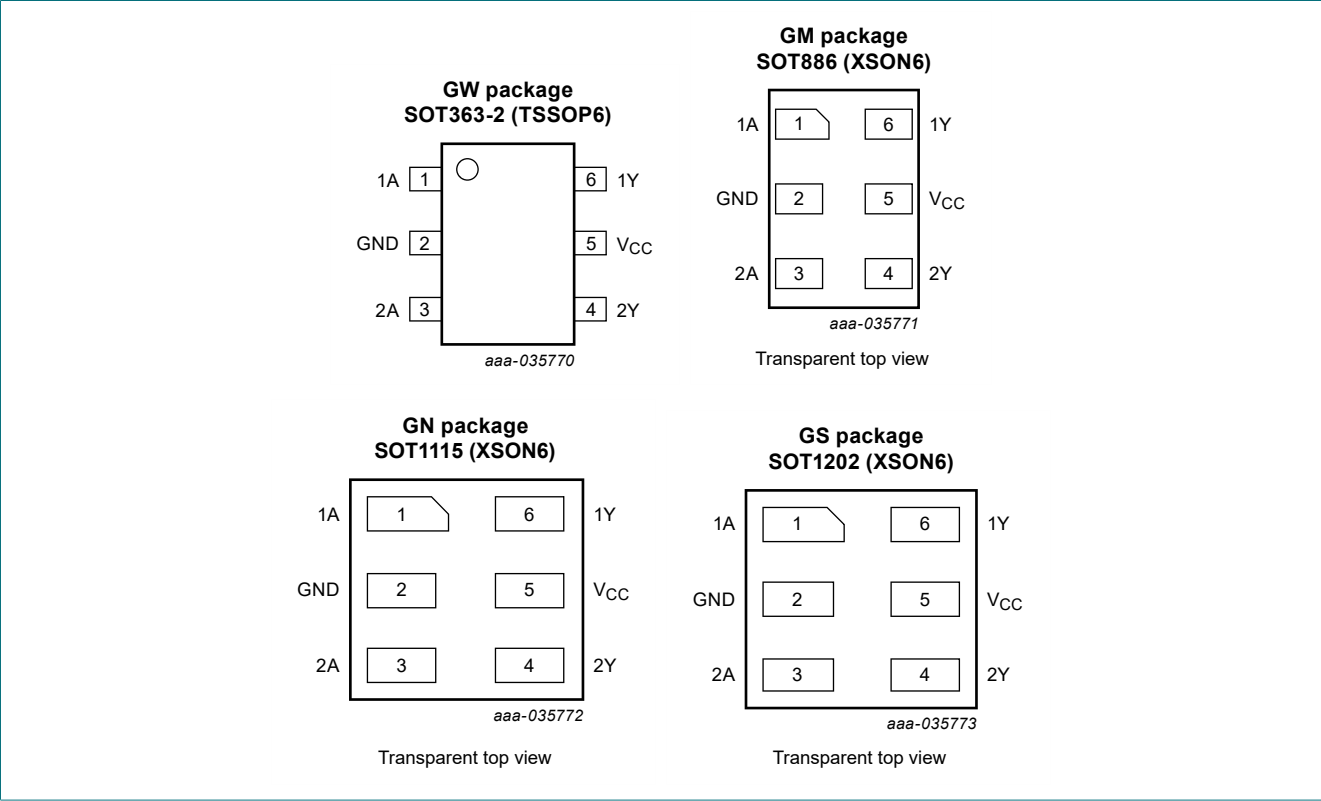 GW package
SOT363-2 (TSSOP6)
1A 1 6 1Y
GND 2 5 VCC
2A 3 4 2Y
aaa-035770
GM package
SOT886 (XSON6)
1A 1 6 1Y
GND 2 5 VCC
2A 3 4 2Y
aaa-035771
Transparent top view
GN package
SOT1115 (XSON6)
1A 1 6 1Y
GND 2 5 VCC
2A 3 4 2Y
aaa-035772
Transparent top view
GS package
SOT1202 (XSON6)
1A 1 6 1Y
GND 2 5 VCC
2A 3 4 2Y
aaa-035773
Transparent top view